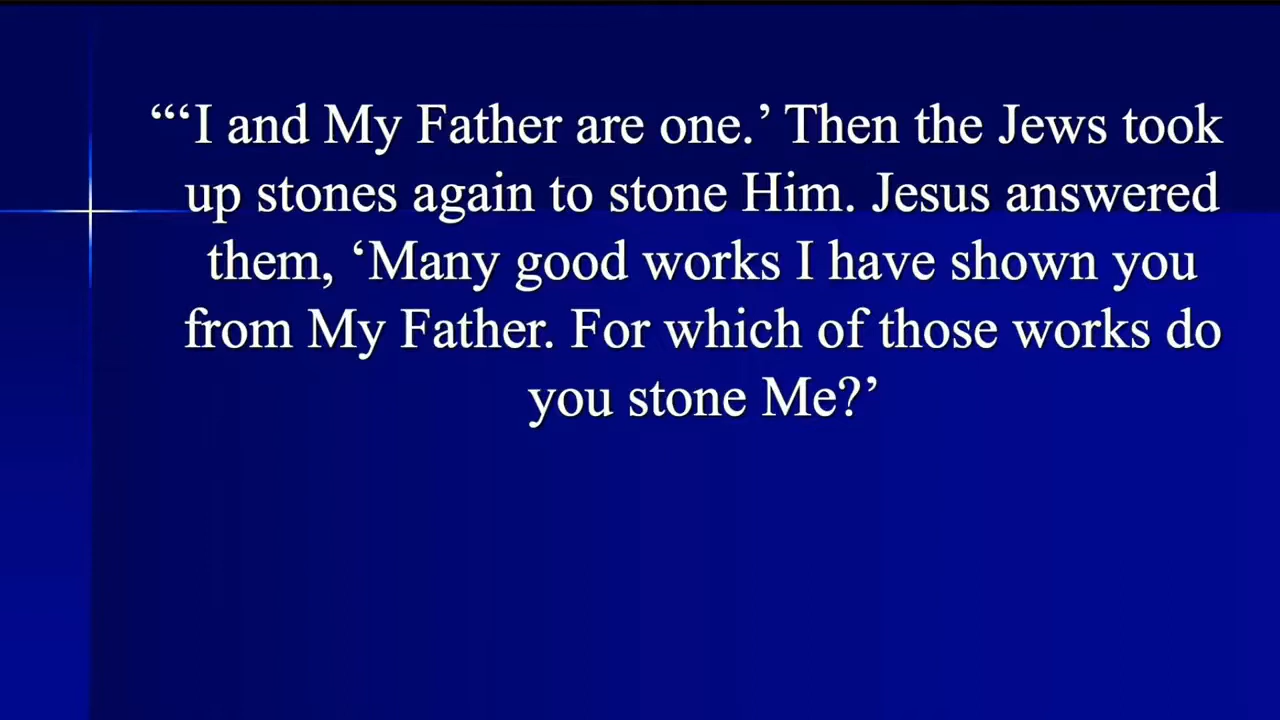 “‘I and My Father are one.’ Then the Jews took
up stones again to stone Him. Jesus answered
them, ‘Many good works I have shown you
from My Father. For which of those works do
you stone Me?’